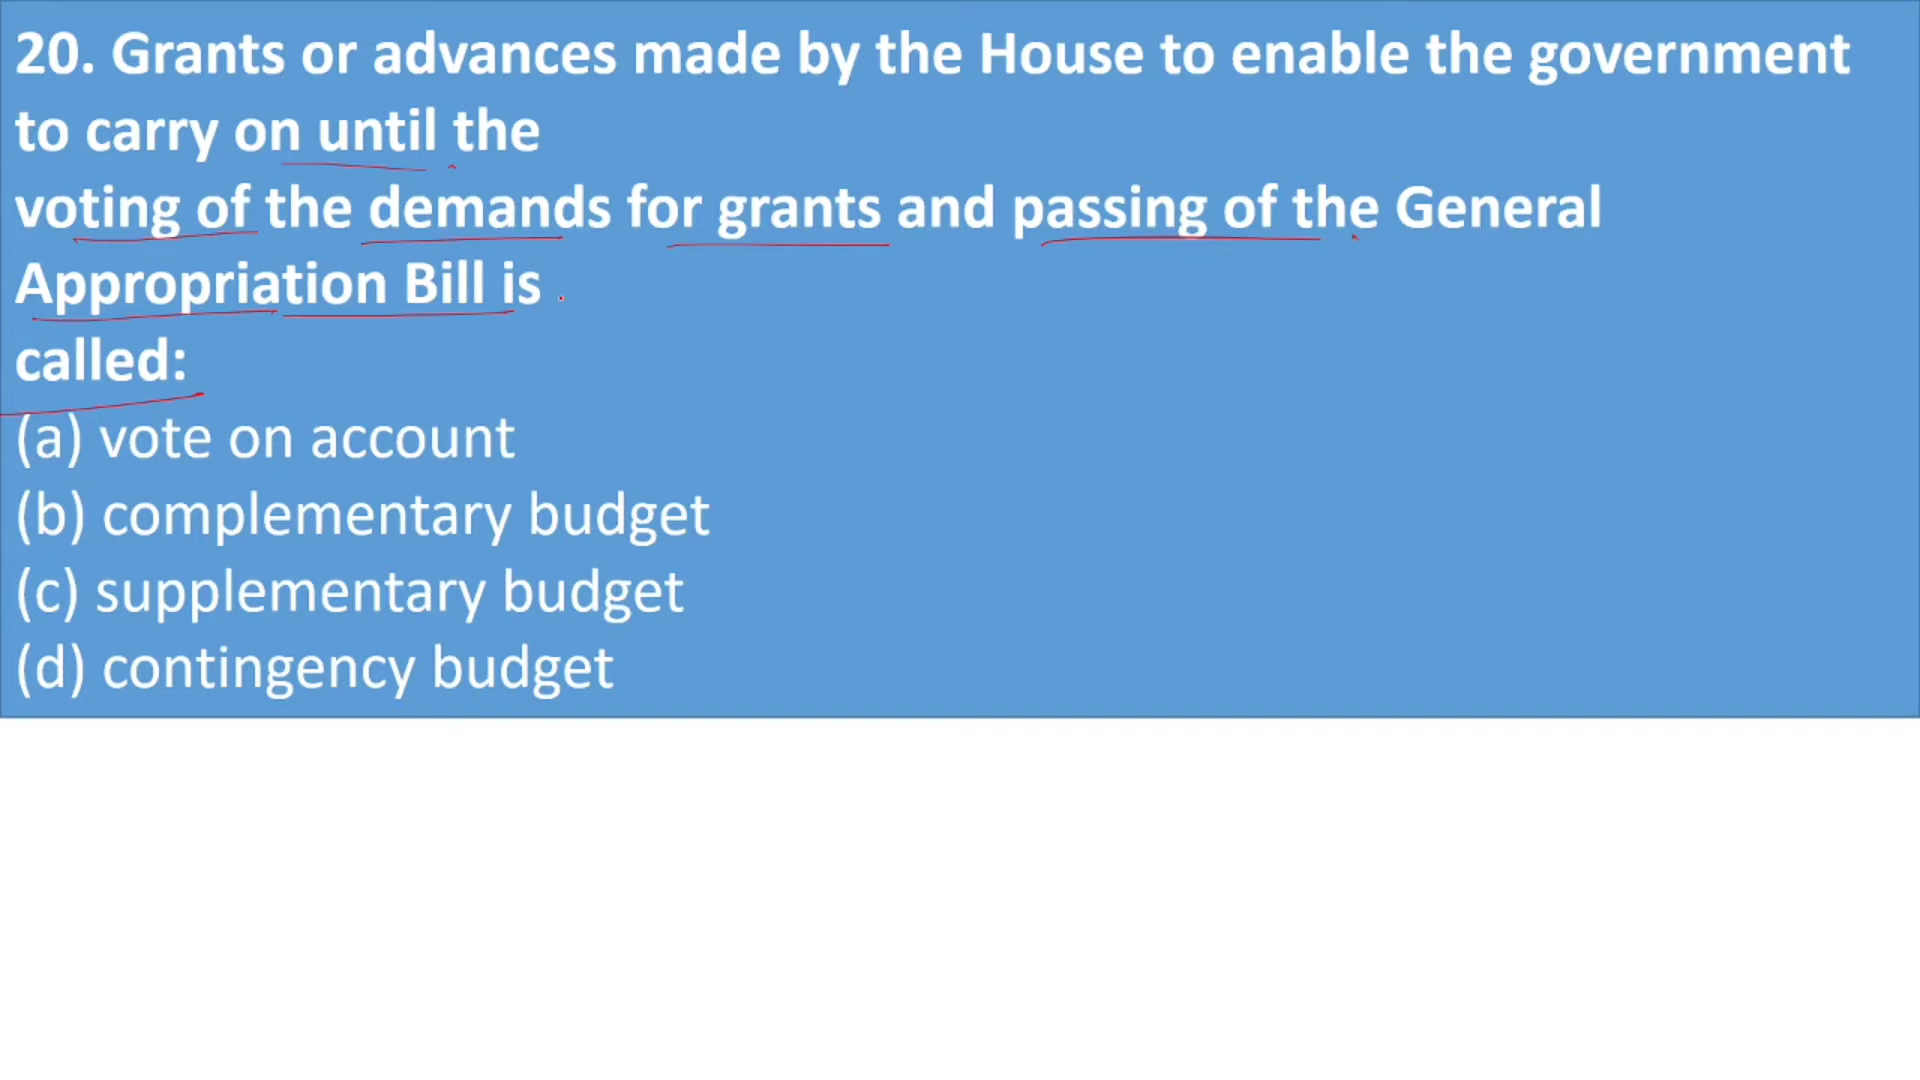 20. Grants or advances made by the House to enable the government
to carry on until the
voting of the demands for grants and passing of the General
Appropriation Bill is
called:
(a) vote on account
(b) complementary budget
(c) supplementary budget
(d) contingency budget